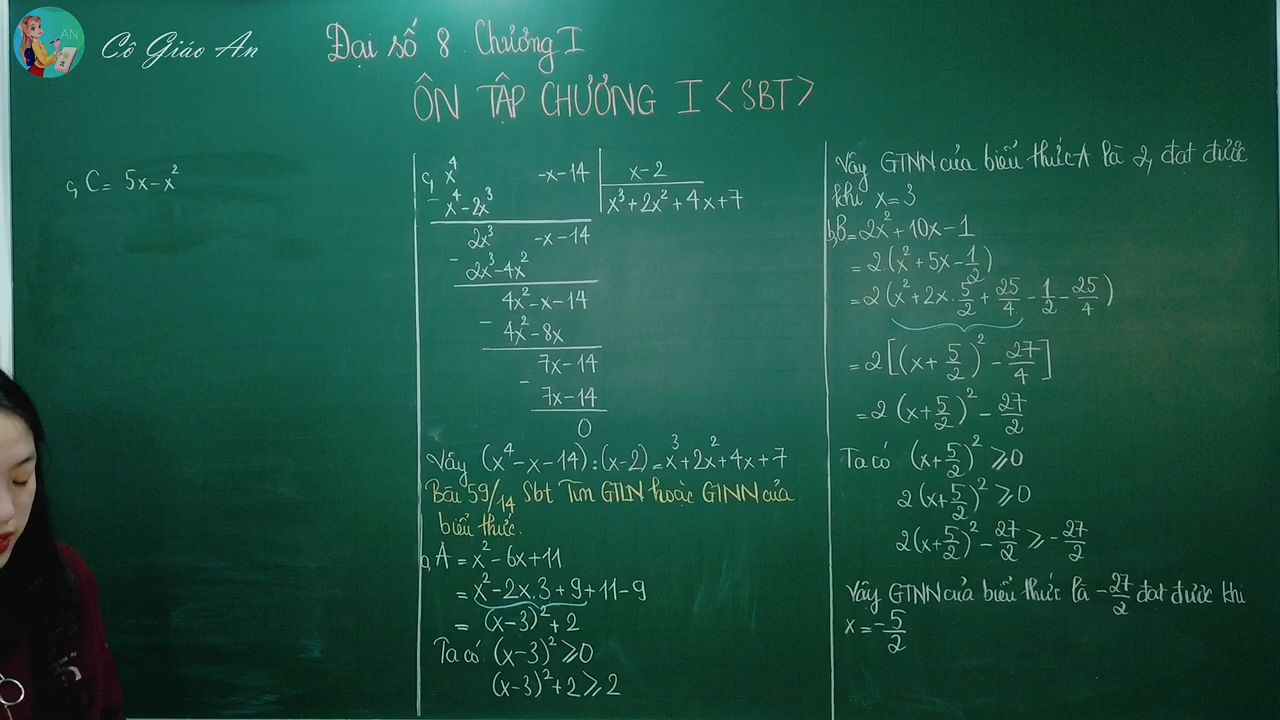 AN
Cô Giáo An
Đại số 8 Chương I
ÔN TẬP CHƯƠNG I <SBT>
c, C = 5x - x²
c, x⁴ -x-14 | x-2
- x⁴ - 2x³ | x³ + 2x² + 4x + 7
2x³ -x-14
- 2x³ - 4x²
4x² - x - 14
- 4x² - 8x
7x - 14
- 7x - 14
0
Vậy (x⁴ - x - 14) : (x-2) = x³ + 2x² + 4x + 7
Bài 59/14 Sbt Tìm GTLN hoặc GTNN của
biểu thức.
a, A = x² - 6x + 11
= x² - 2x.3 + 9 + 11 - 9
= (x-3)² + 2
Ta có (x-3)² ⩾ 0
(x-3)² + 2 ⩾ 2
Vậy GTNN của biểu thức A là 2, đạt được
khi x = 3
b, B = 2x² + 10x - 1
= 2.(x² + 5x - 1/2)
= 2(x² + 2x.5/2 + 25/4 - 1/2 - 25/4)
= 2[(x + 5/2)² - 27/4]
= 2(x + 5/2)² - 27/2
Ta có (x + 5/2)² ⩾ 0
2(x + 5/2)² ⩾ 0
2(x + 5/2)² - 27/2 ⩾ -27/2
Vậy GTNN của biểu thức là -27/2 đạt được khi
x = -5/2